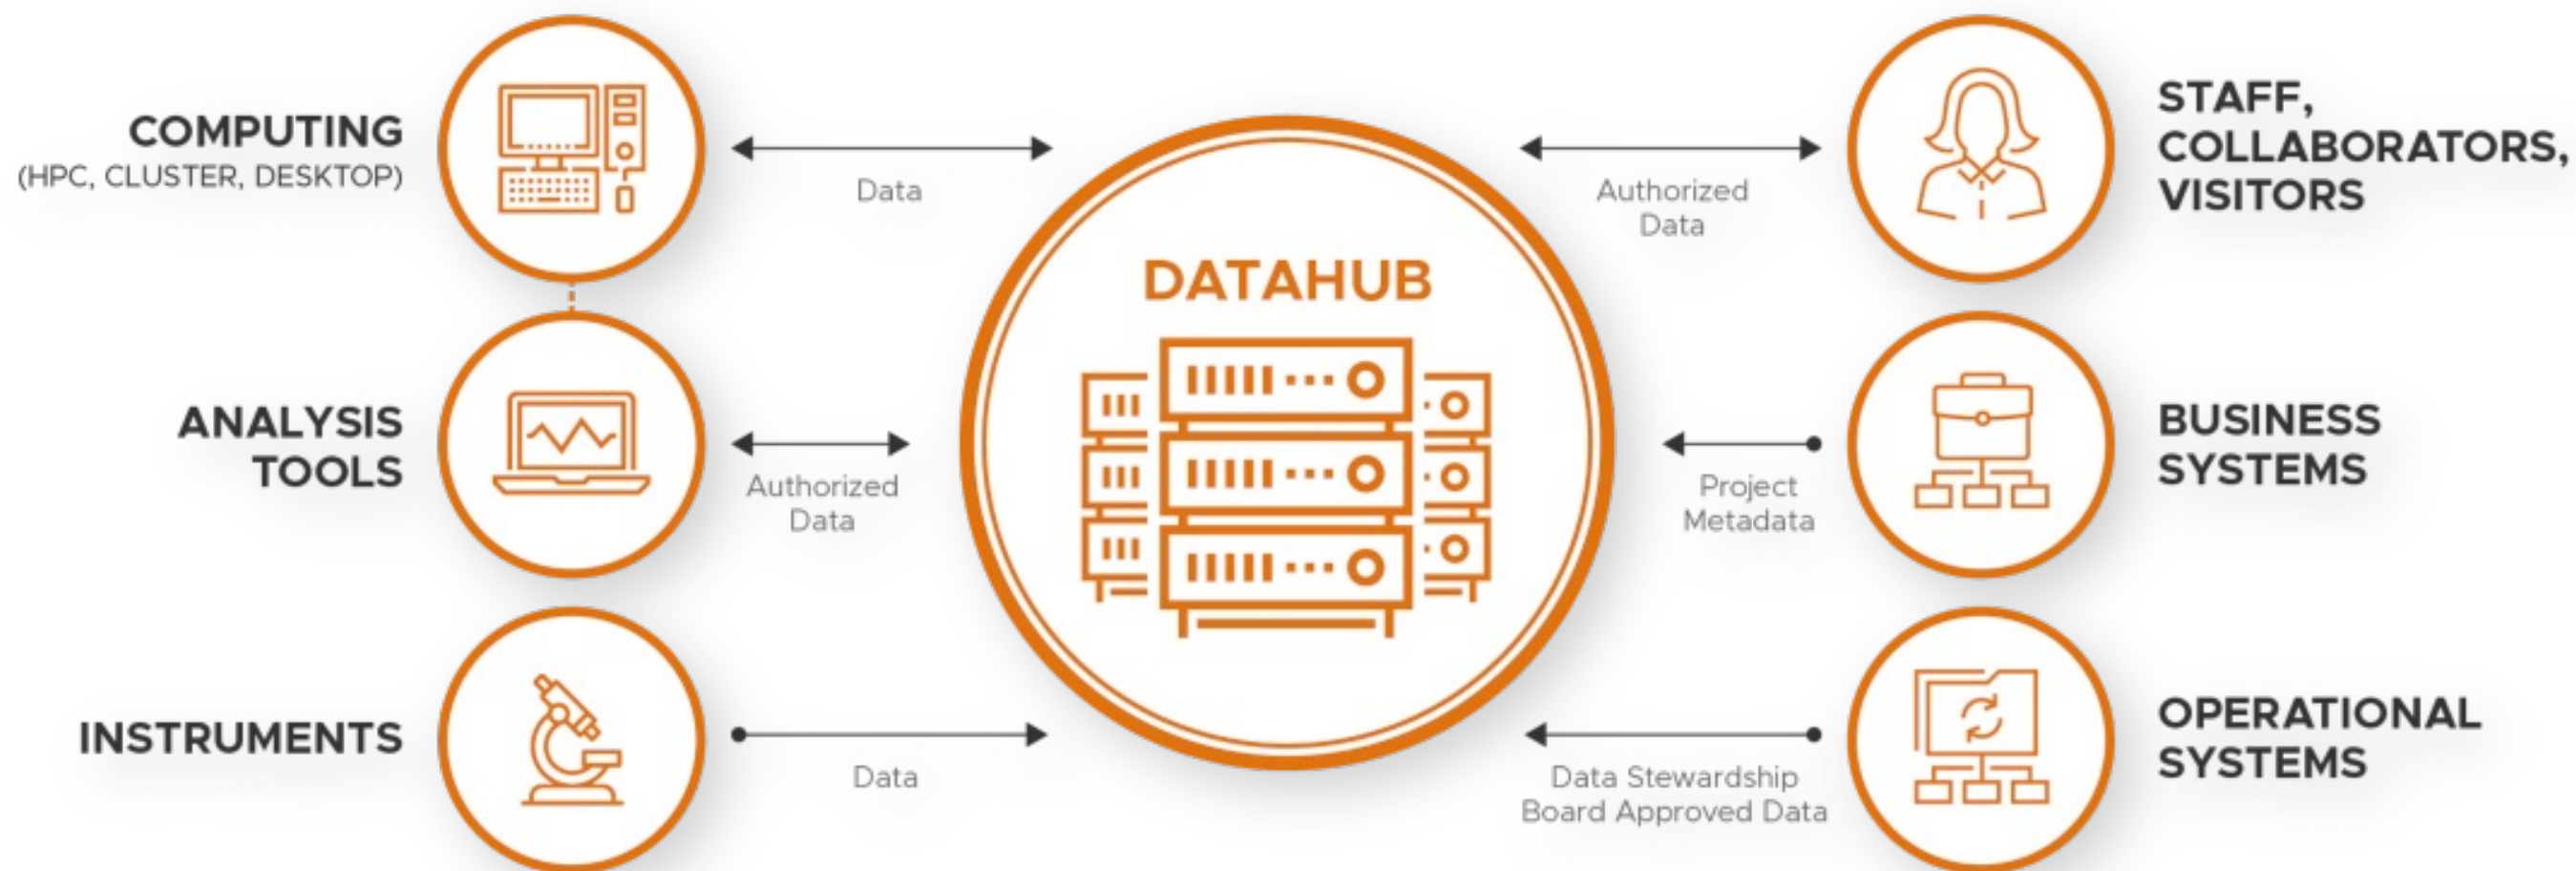 COMPUTING
(HPC, CLUSTER, DESKTOP)
Data
ANALYSIS
TOOLS
Authorized
Data
INSTRUMENTS
Data
DATAHUB
Authorized
Data
STAFF,
COLLABORATORS,
VISITORS
Project
Metadata
BUSINESS
SYSTEMS
Data Stewardship
Board Approved Data
OPERATIONAL
SYSTEMS